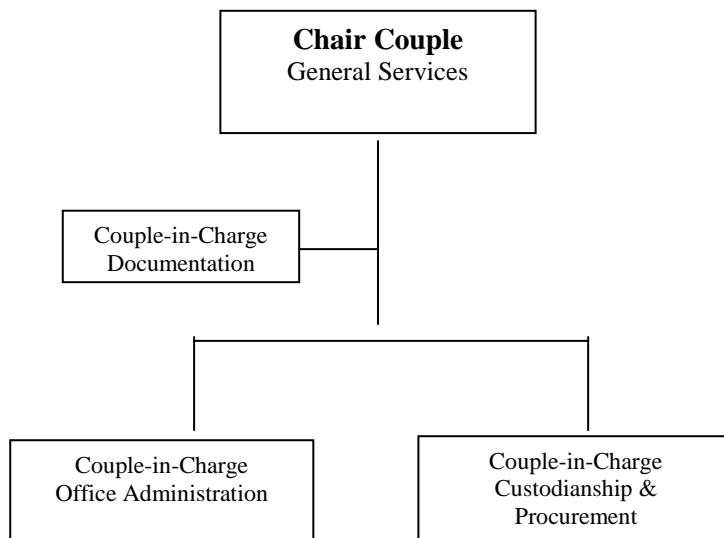 Chair Couple
General Services
Couple-in-Charge
Documentation
Couple-in-Charge
Office Administration
Couple-in-Charge
Custodianship &
Procurement